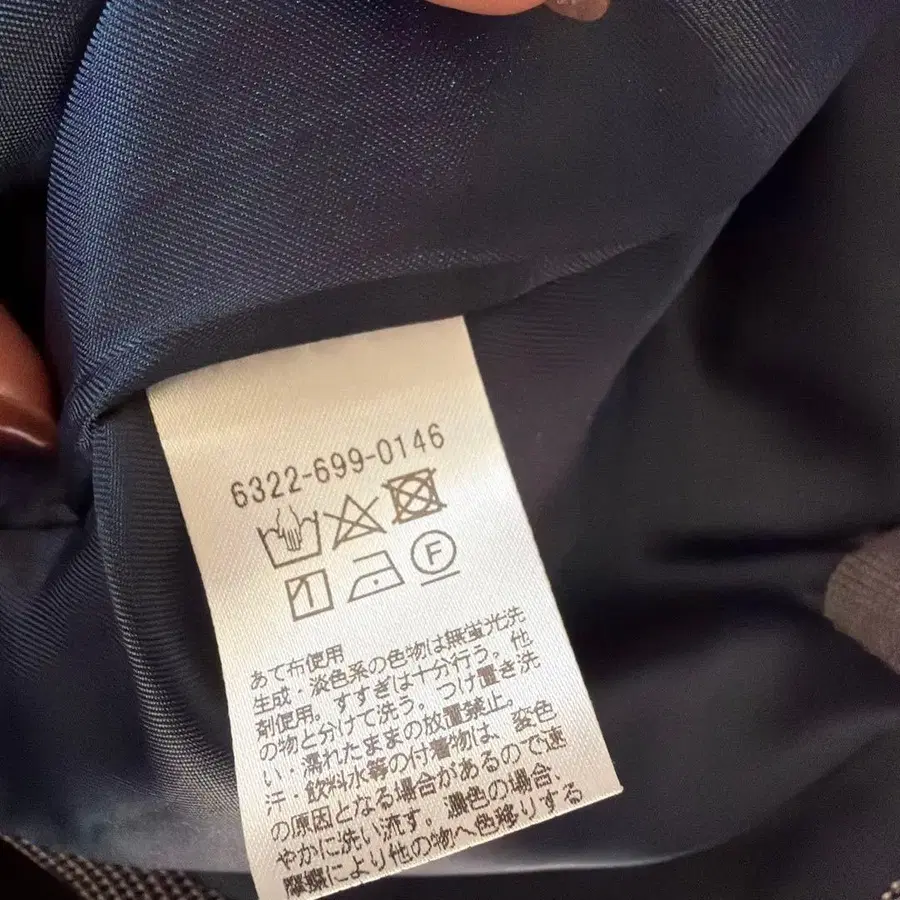 6322-699-0146
F
あて布使用
生成・淡色系の色物は無蛍光洗
剤使用。すすぎは十分行う。他
の物と分けて洗う。つけ置き洗
い・濡れたままの放置禁止。
汗・飲料水等の付着物は、変色
の原因となる場合があるので速
やかに洗い流す。濃色の場合、
摩擦により他の物へ色移りする